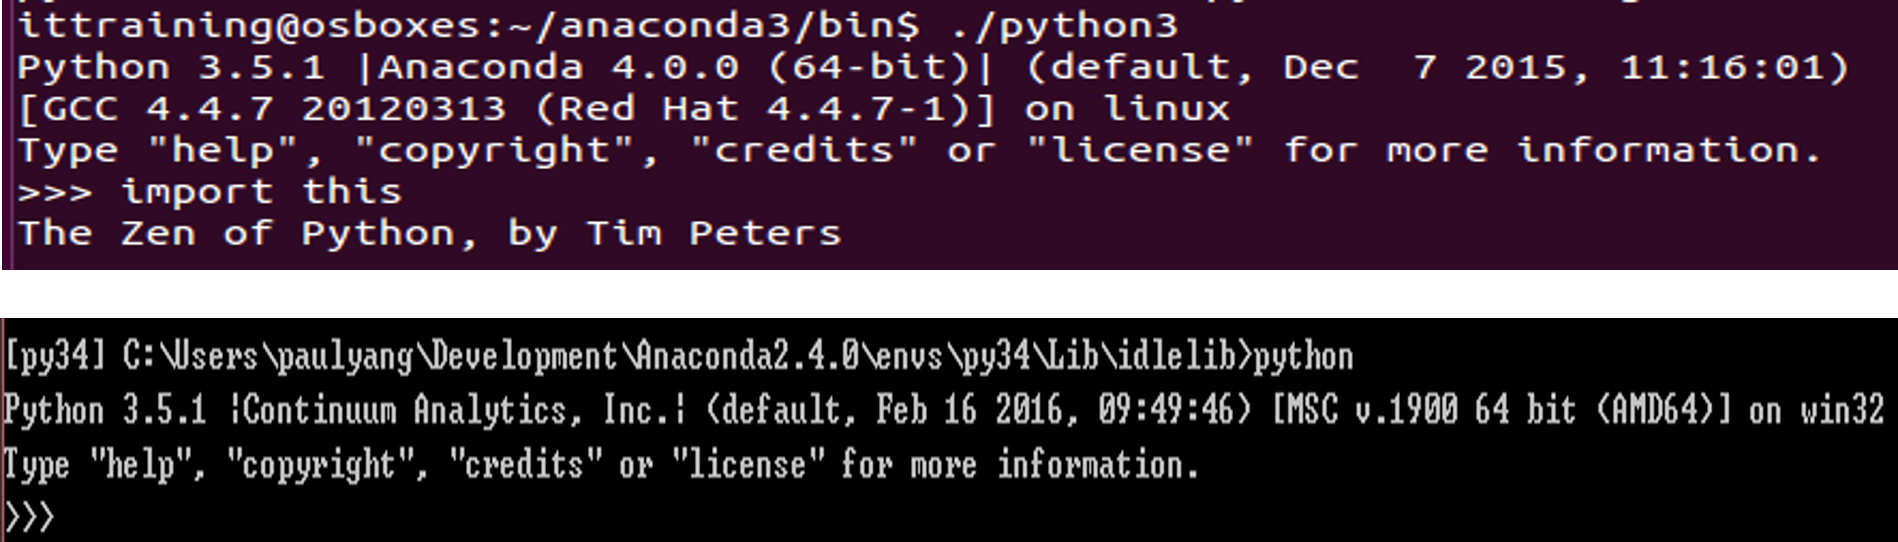 ittraining@osboxes:~/anaconda3/bin$ ./python3
Python 3.5.1 |Anaconda 4.0.0 (64-bit)| (default, Dec  7 2015, 11:16:01)
[GCC 4.4.7 20120313 (Red Hat 4.4.7-1)] on linux
Type "help", "copyright", "credits" or "license" for more information.
>>> import this
The Zen of Python, by Tim Peters
[py34] C:\Users\paulyang\Development\Anaconda2.4.0\envs\py34\Lib\idlelib>python
Python 3.5.1 |Continuum Analytics, Inc.| (default, Feb 16 2016, 09:49:46) [MSC v.1900 64 bit (AMD64)] on win32
Type "help", "copyright", "credits" or "license" for more information.
>>>